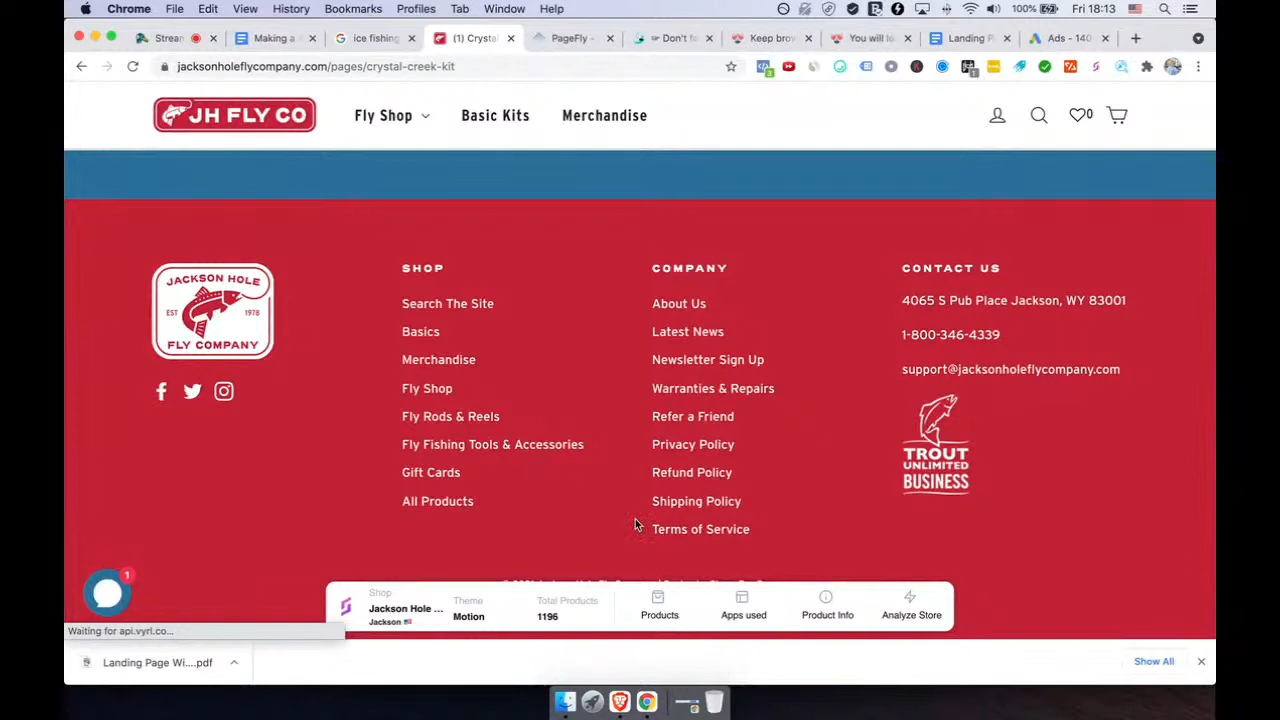 Chrome File Edit View History Bookmarks Profiles Tab Window Help 100% Fri 18:13
Stream Making a ice fishing (1) Crystal PageFly - Don't f Keep brow You will lo Landing P Ads - 140
jacksonholeflycompany.com/pages/crystal-creek-kit
JH FLY CO Fly Shop Basic Kits Merchandise 0
JACKSON HOLE
EST 1978
FLY COMPANY
SHOP
Search The Site
Basics
Merchandise
Fly Shop
Fly Rods & Reels
Fly Fishing Tools & Accessories
Gift Cards
All Products
COMPANY
About Us
Latest News
Newsletter Sign Up
Warranties & Repairs
Refer a Friend
Privacy Policy
Refund Policy
Shipping Policy
Terms of Service
CONTACT US
4065 S Pub Place Jackson, WY 83001
1-800-346-4339
support@jacksonholeflycompany.com
TROUT
UNLIMITED
BUSINESS
1
Shop
Jackson Hole ...
Jackson
Theme
Motion
Total Products
1196
Products
Apps used
Product Info
Analyze Store
Waiting for api.vyrl.co...
Landing Page Wi....pdf
Show All